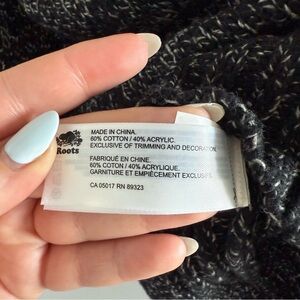 Roots
MADE IN CHINA.
60% COTTON / 40% ACRYLIC
EXCLUSIVE OF TRIMMING AND DECORATION
FABRIQUÉ EN CHINE.
60% COTON / 40% ACRYLIQUE.
GARNITURE ET EMPIÈCEMENT EXCLUSIFS
CA 05017 RN 89323